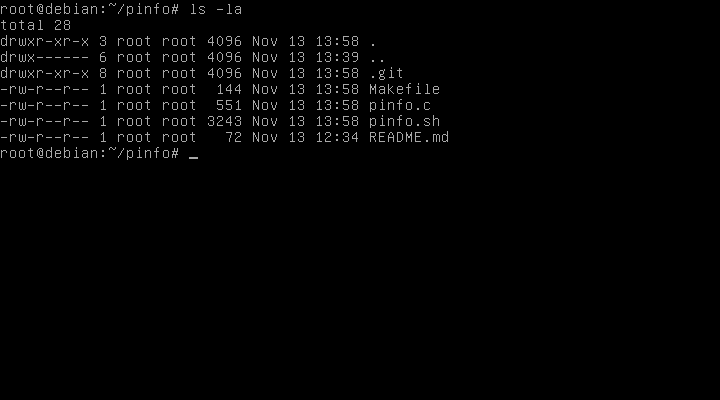 root@debian:~/pinfo# ls -la
total 28
drwxr-xr-x 3 root root 4096 Nov 13 13:58 .
drwx------ 6 root root 4096 Nov 13 13:39 ..
drwxr-xr-x 8 root root 4096 Nov 13 13:58 .git
-rw-r--r-- 1 root root  144 Nov 13 13:58 Makefile
-rw-r--r-- 1 root root  551 Nov 13 13:58 pinfo.c
-rw-r--r-- 1 root root 3243 Nov 13 13:58 pinfo.sh
-rw-r--r-- 1 root root   72 Nov 13 12:34 README.md
root@debian:~/pinfo# _